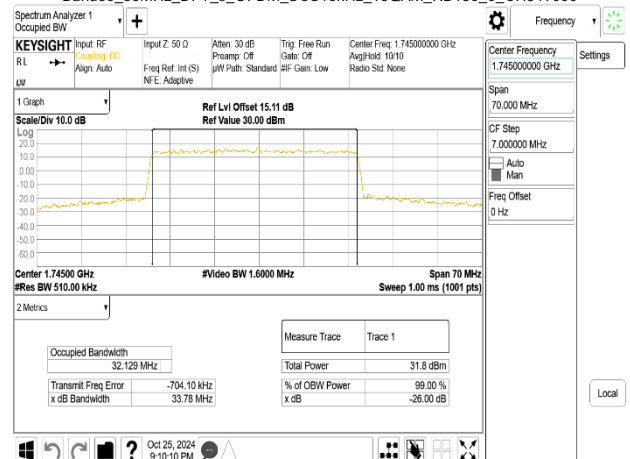 Spectrum Analyzer 1
Occupied BW
Frequency
KEYSIGHT
RL
Input: RF
Coupling: DC
Align: Auto
Input Z: 50 Ω
Freq Ref: Int (S)
NFE: Adaptive
Atten: 30 dB
Preamp: Off
µW Path: Standard
Trig: Free Run
Gate: Off
#IF Gain: Low
Center Freq: 1.745000000 GHz
Avg|Hold: 10/10
Radio Std: None
Center Frequency
1.745000000 GHz
Settings
Span
70.000 MHz
CF Step
7.000000 MHz
Auto
Man
Freq Offset
0 Hz
Local
1 Graph
Scale/Div 10.0 dB
Ref Lvl Offset 15.11 dB
Ref Value 30.00 dBm
Log
20.0
10.0
0.00
-10.0
-20.0
-30.0
-40.0
-50.0
-60.0
Center 1.74500 GHz
#Video BW 1.6000 MHz
Span 70 MHz
#Res BW 510.00 kHz
Sweep 1.00 ms (1001 pts)
2 Metrics
Measure Trace
Trace 1
Occupied Bandwidth
32.129 MHz
Total Power
31.8 dBm
Transmit Freq Error
-704.10 kHz
% of OBW Power
99.00 %
x dB Bandwidth
33.78 MHz
x dB
-26.00 dB
?
Oct 25, 2024
9:10:10 PM